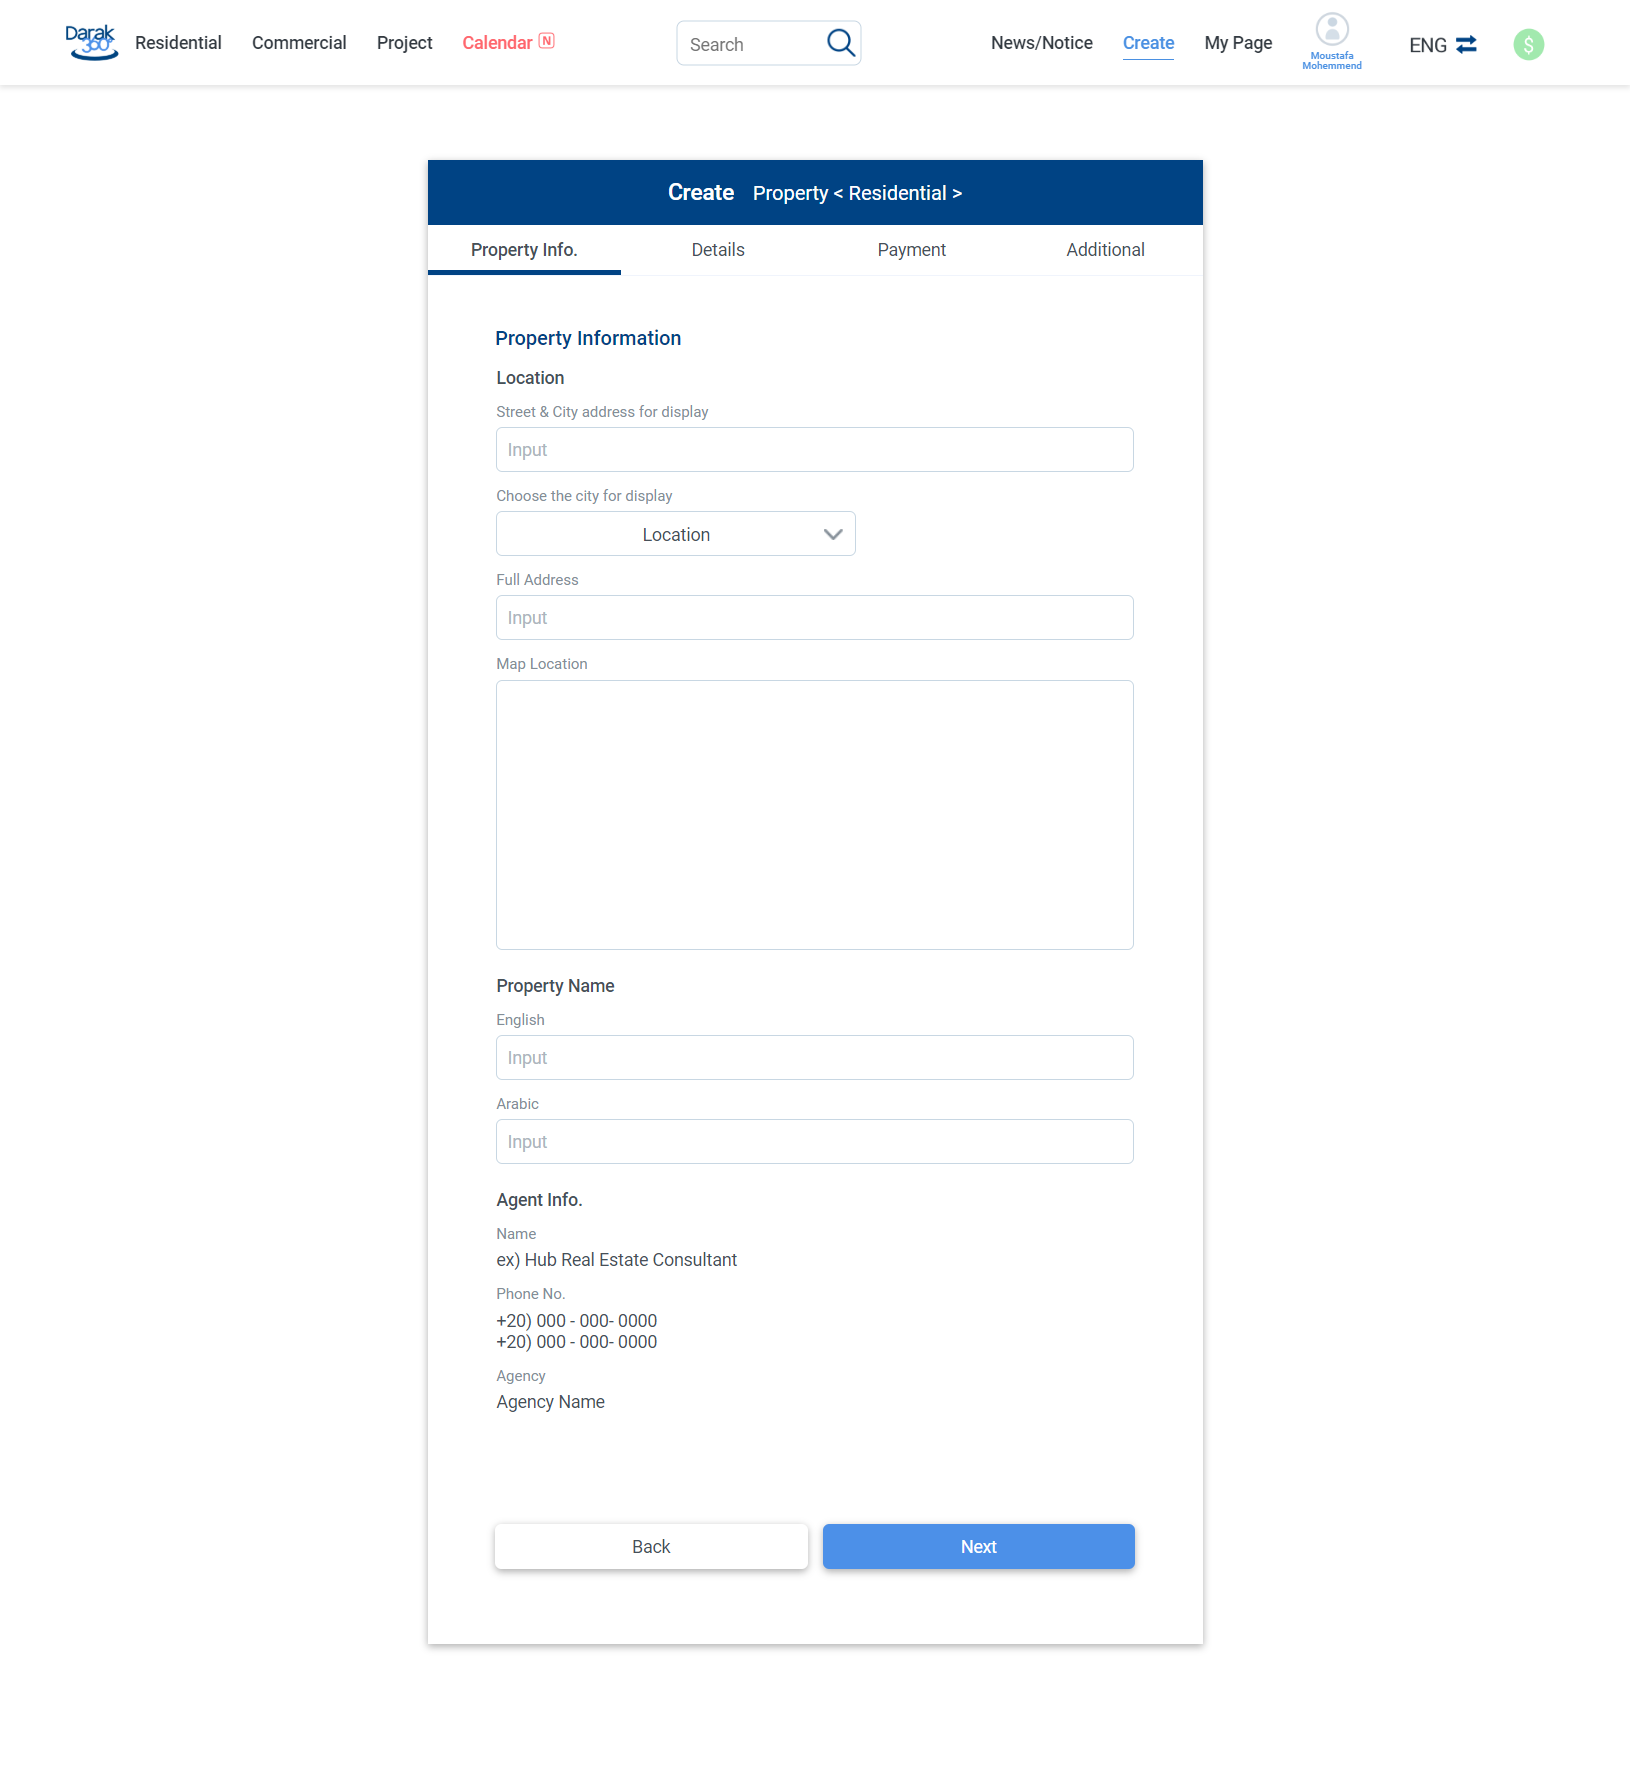 Darak 360°
Residential
Commercial
Project
Calendar N
Search
News/Notice
Create
My Page
Moustafa
Mohemmend
ENG
$
Create Property < Residential >
Property Info.
Details
Payment
Additional
Property Information
Location
Street & City address for display
Input
Choose the city for display
Location
Full Address
Input
Map Location
Property Name
English
Input
Arabic
Input
Agent Info.
Name
ex) Hub Real Estate Consultant
Phone No.
+20) 000 - 000- 0000
+20) 000 - 000- 0000
Agency
Agency Name
Back
Next